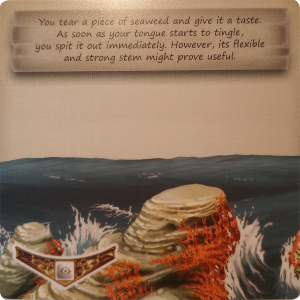 You tear a piece of seaweed and give it a taste.
As soon as your tongue starts to tingle,
you spit it out immediately. However, its flexible
and strong stem might prove useful.